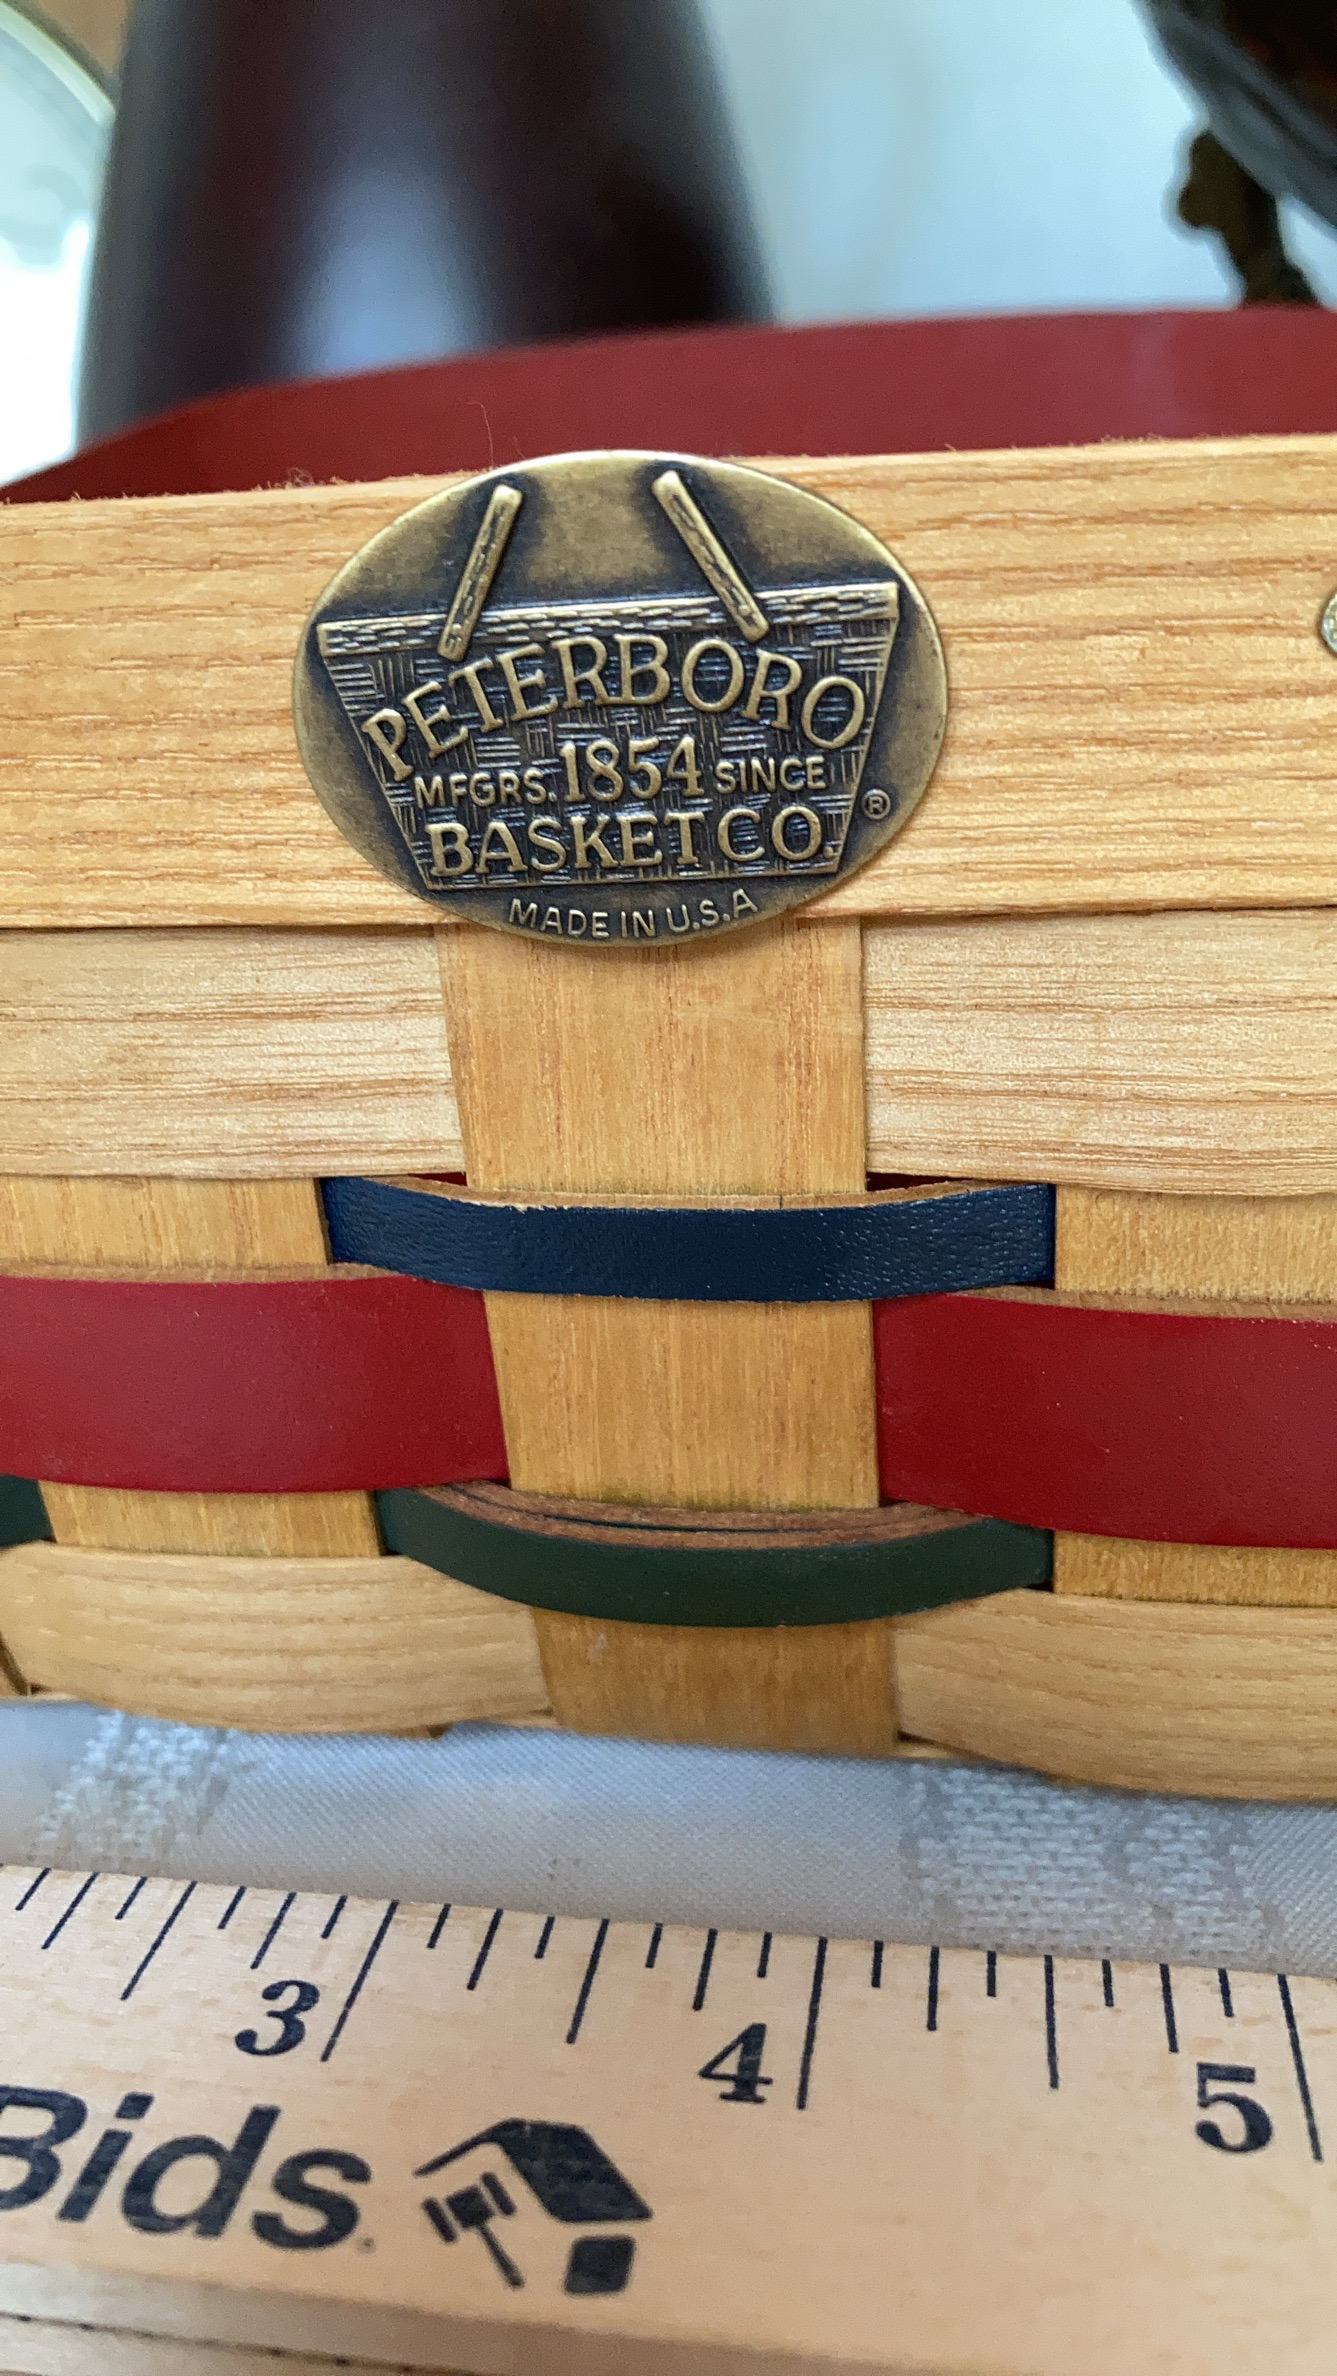 PETERBORO
MFGRS. 1854 SINCE
BASKET CO. ®
MADE IN U.S.A
3 4 5
Bids.